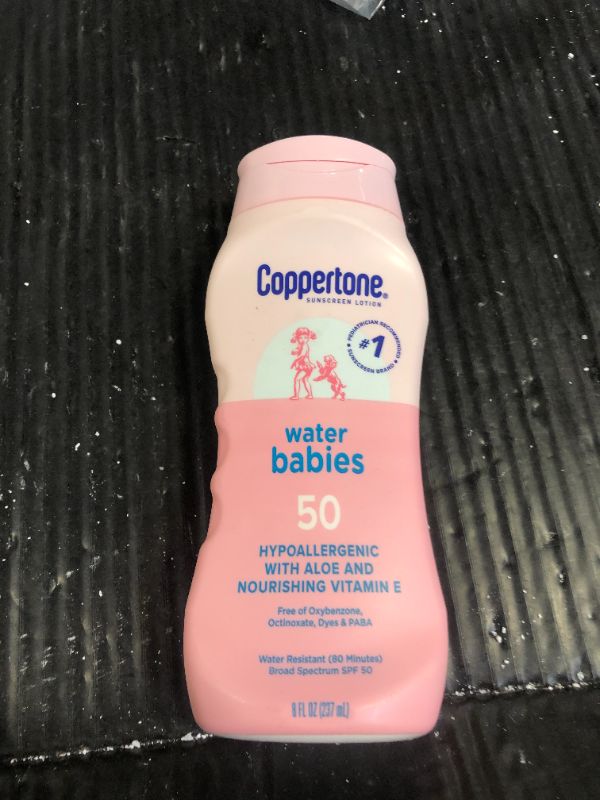 Coppertone®
SUNSCREEN LOTION
PEDIATRICIAN RECOMMENDED
#1
SUNSCREEN BRAND
water
babies
50
HYPOALLERGENIC
WITH ALOE AND
NOURISHING VITAMIN E
Free of Oxybenzone,
Octinoxate, Dyes & PABA
Water Resistant (80 Minutes)
Broad Spectrum SPF 50
8 FL OZ (237 mL)